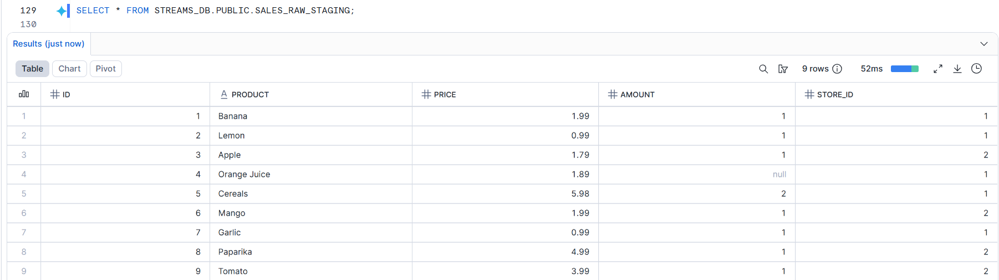 129 SELECT * FROM STREAMS_DB.PUBLIC.SALES_RAW_STAGING;
130
Results (just now)
Table Chart Pivot 9 rows 52ms
ID A PRODUCT PRICE AMOUNT STORE_ID
1 1 Banana 1.99 1 1
2 2 Lemon 0.99 1 1
3 3 Apple 1.79 1 2
4 4 Orange Juice 1.89 null 1
5 5 Cereals 5.98 2 1
6 6 Mango 1.99 1 2
7 7 Garlic 0.99 1 1
8 8 Paparika 4.99 1 2
9 9 Tomato 3.99 1 2